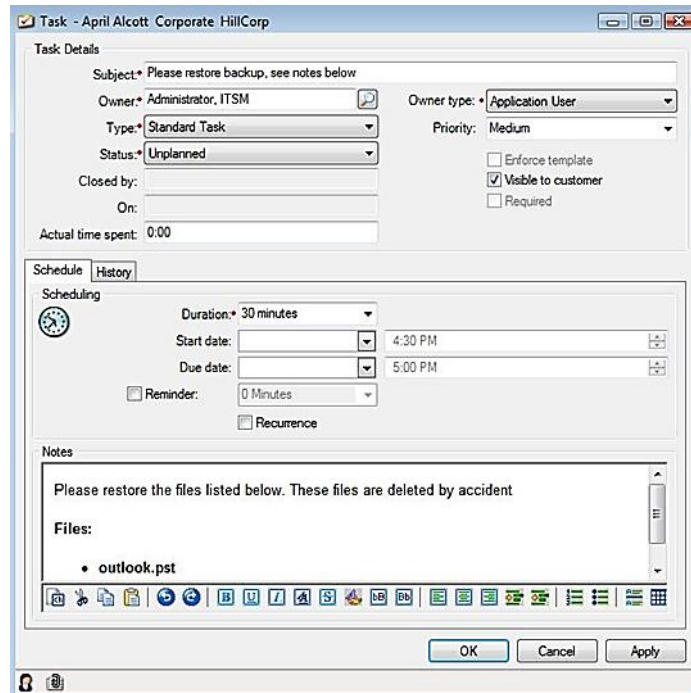 Task - April Alcott Corporate HillCorp
Task Details
Subject:* Please restore backup, see notes below
Owner:* Administrator, ITSM Owner type: * Application User
Type:* Standard Task Priority: Medium
Status:* Unplanned Enforce template
Closed by: Visible to customer
On: Required
Actual time spent: 0:00
Schedule History
Scheduling
Duration:* 30 minutes
Start date: 4:30 PM
Due date: 5:00 PM
Reminder: 0 Minutes
Recurrence
Notes
Please restore the files listed below. These files are deleted by accident
Files:
• outlook.pst
B U I A S bB Bb
OK Cancel Apply